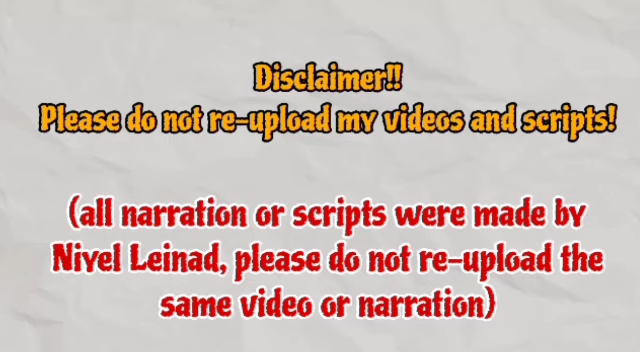 Disclaimer!!
Please do not re-upload my videos and scripts!
(all narration or scripts were made by
Nivel Leinad, please do not re-upload the
same video or narration)